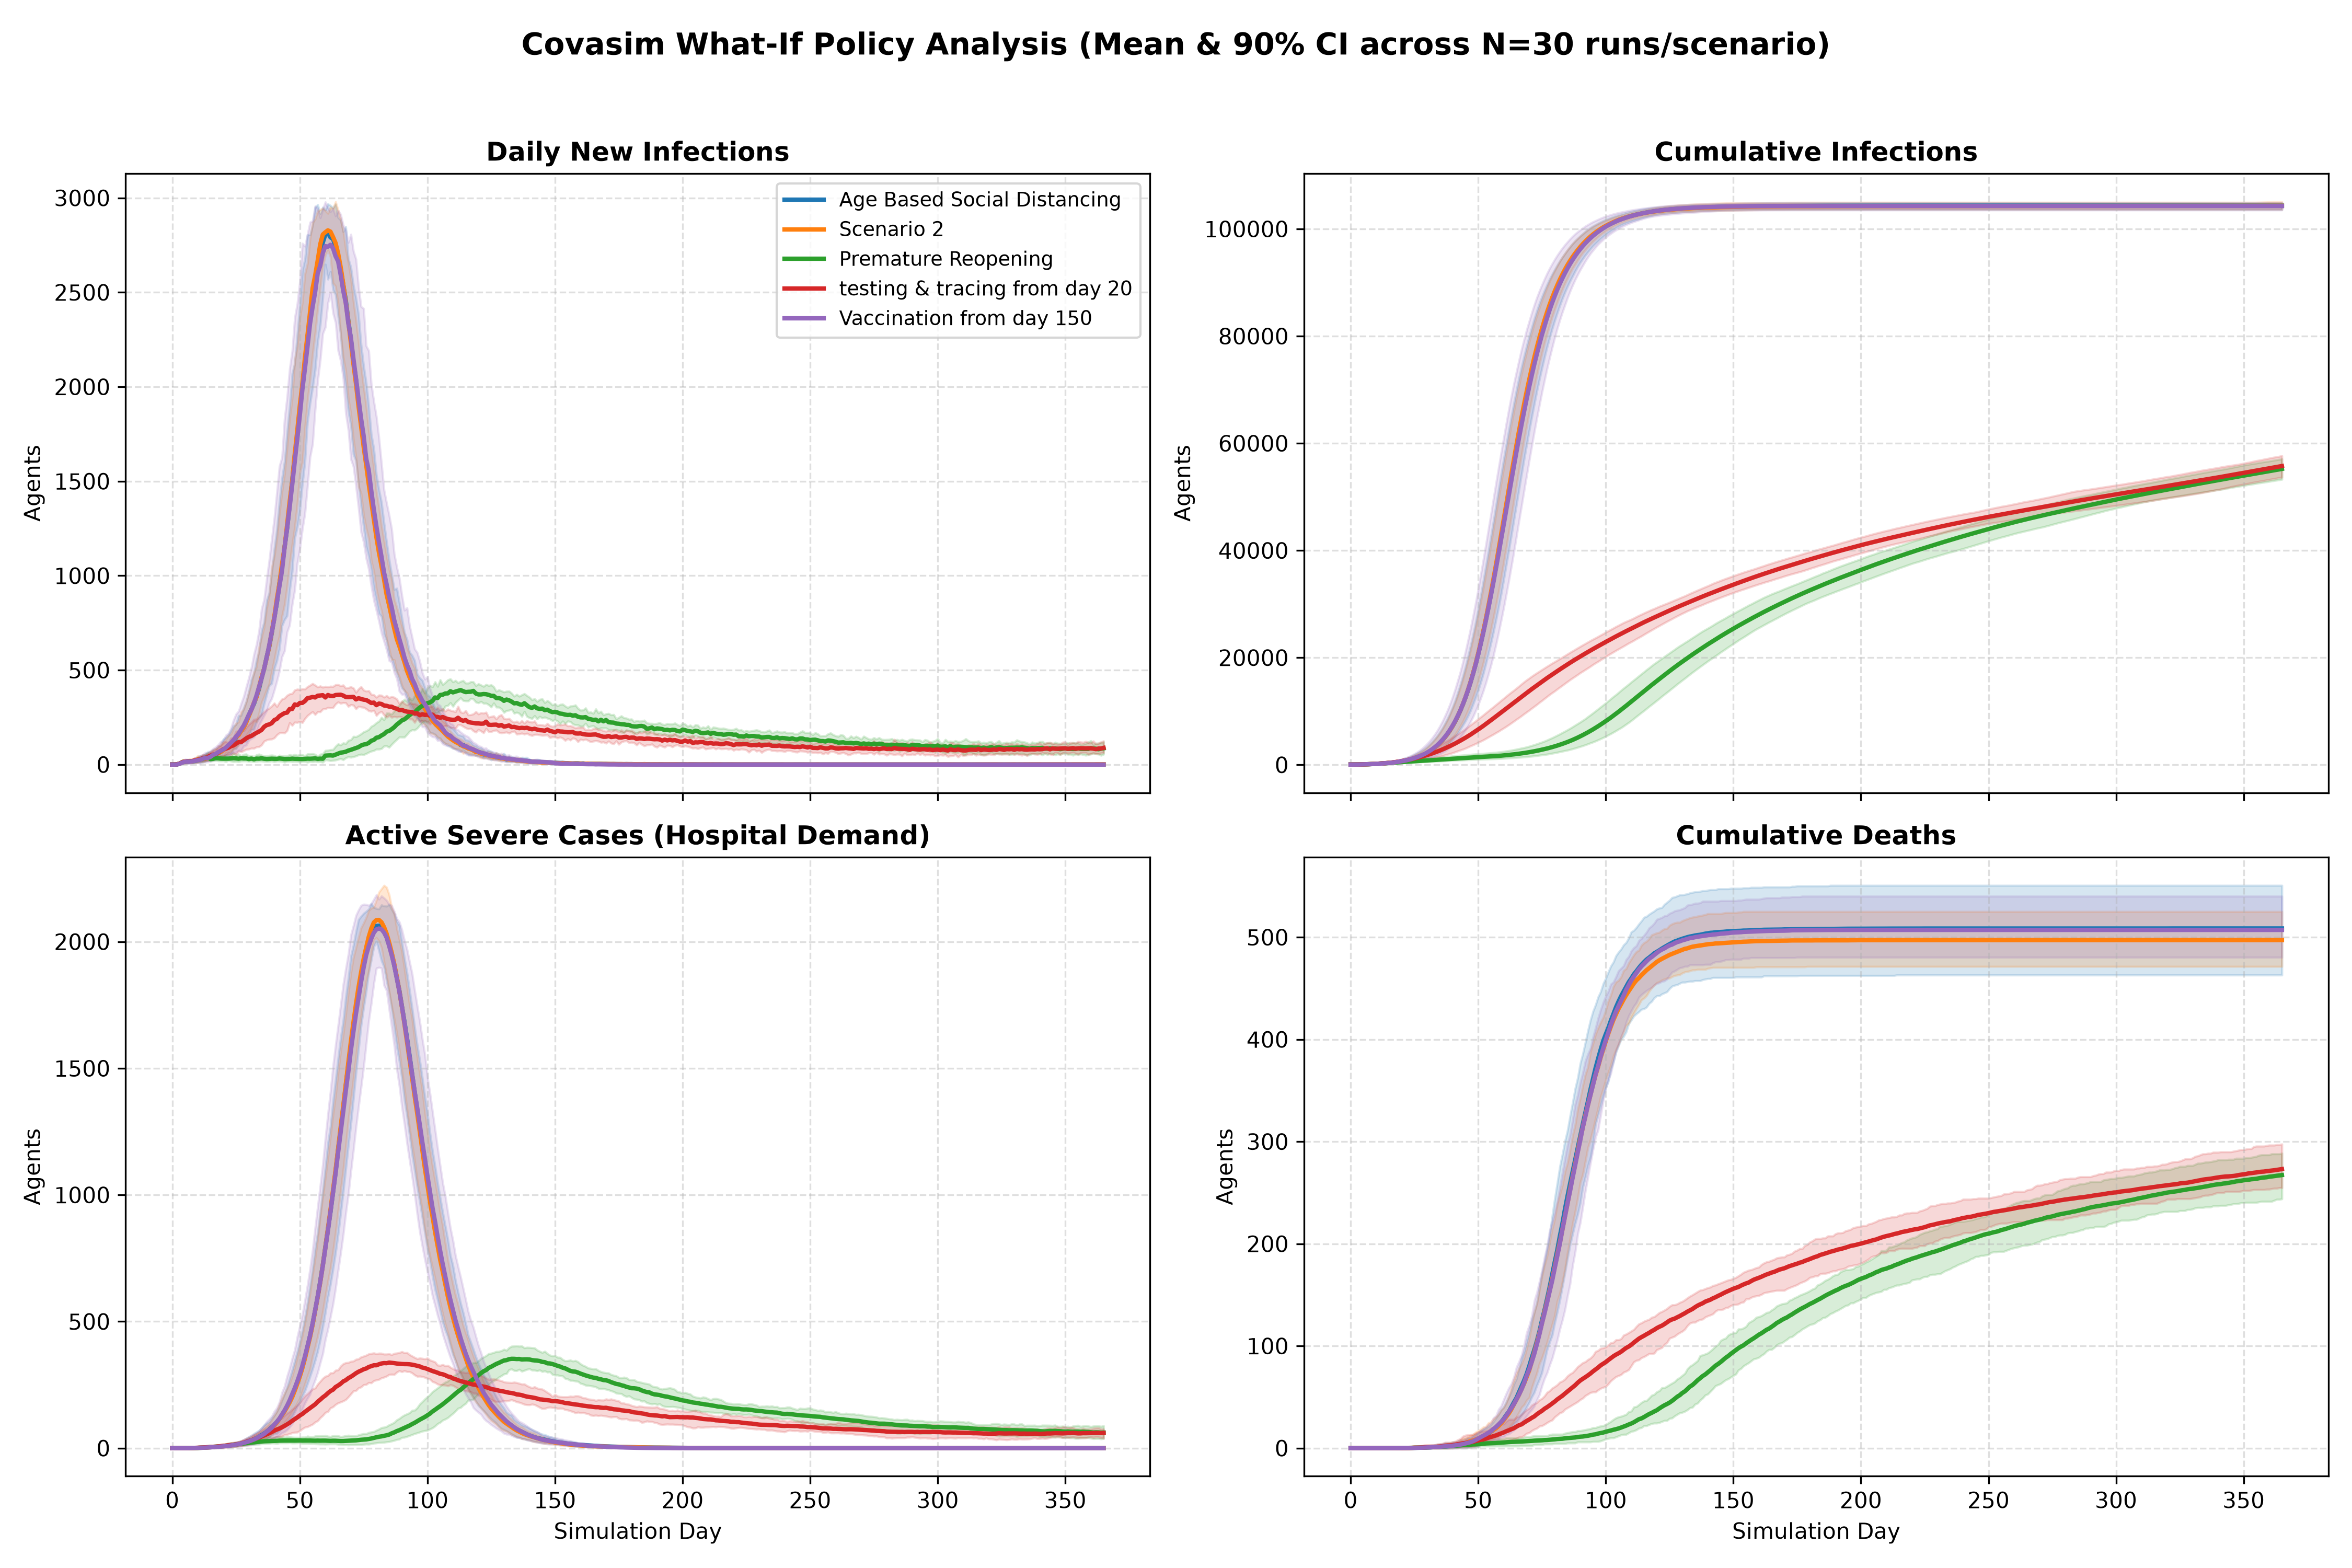 Covasim What-If Policy Analysis (Mean & 90% CI across N=30 runs/scenario)
Daily New Infections
3000
2500
2000
1500
1000
500
0
Agents
Age Based Social Distancing
Scenario 2
Premature Reopening
testing & tracing from day 20
Vaccination from day 150
Cumulative Infections
100000
80000
60000
40000
20000
0
Agents
Active Severe Cases (Hospital Demand)
2000
1500
1000
500
0
Agents
0 50 100 150 200 250 300 350
Simulation Day
Cumulative Deaths
500
400
300
200
100
0
Agents
0 50 100 150 200 250 300 350
Simulation Day